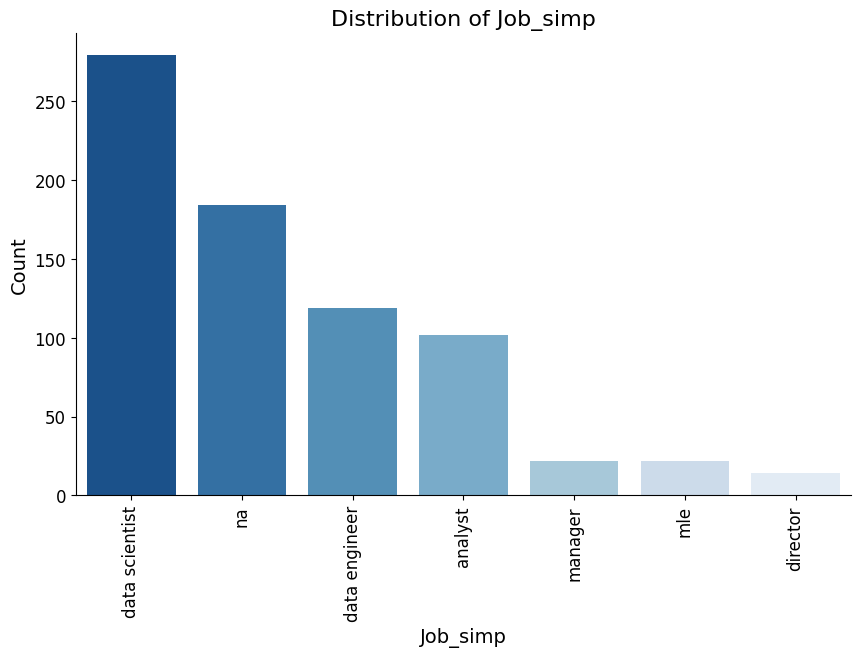 Distribution of Job_simp
Count
250
200
150
100
50
0
data scientist
na
data engineer
analyst
manager
mle
director
Job_simp